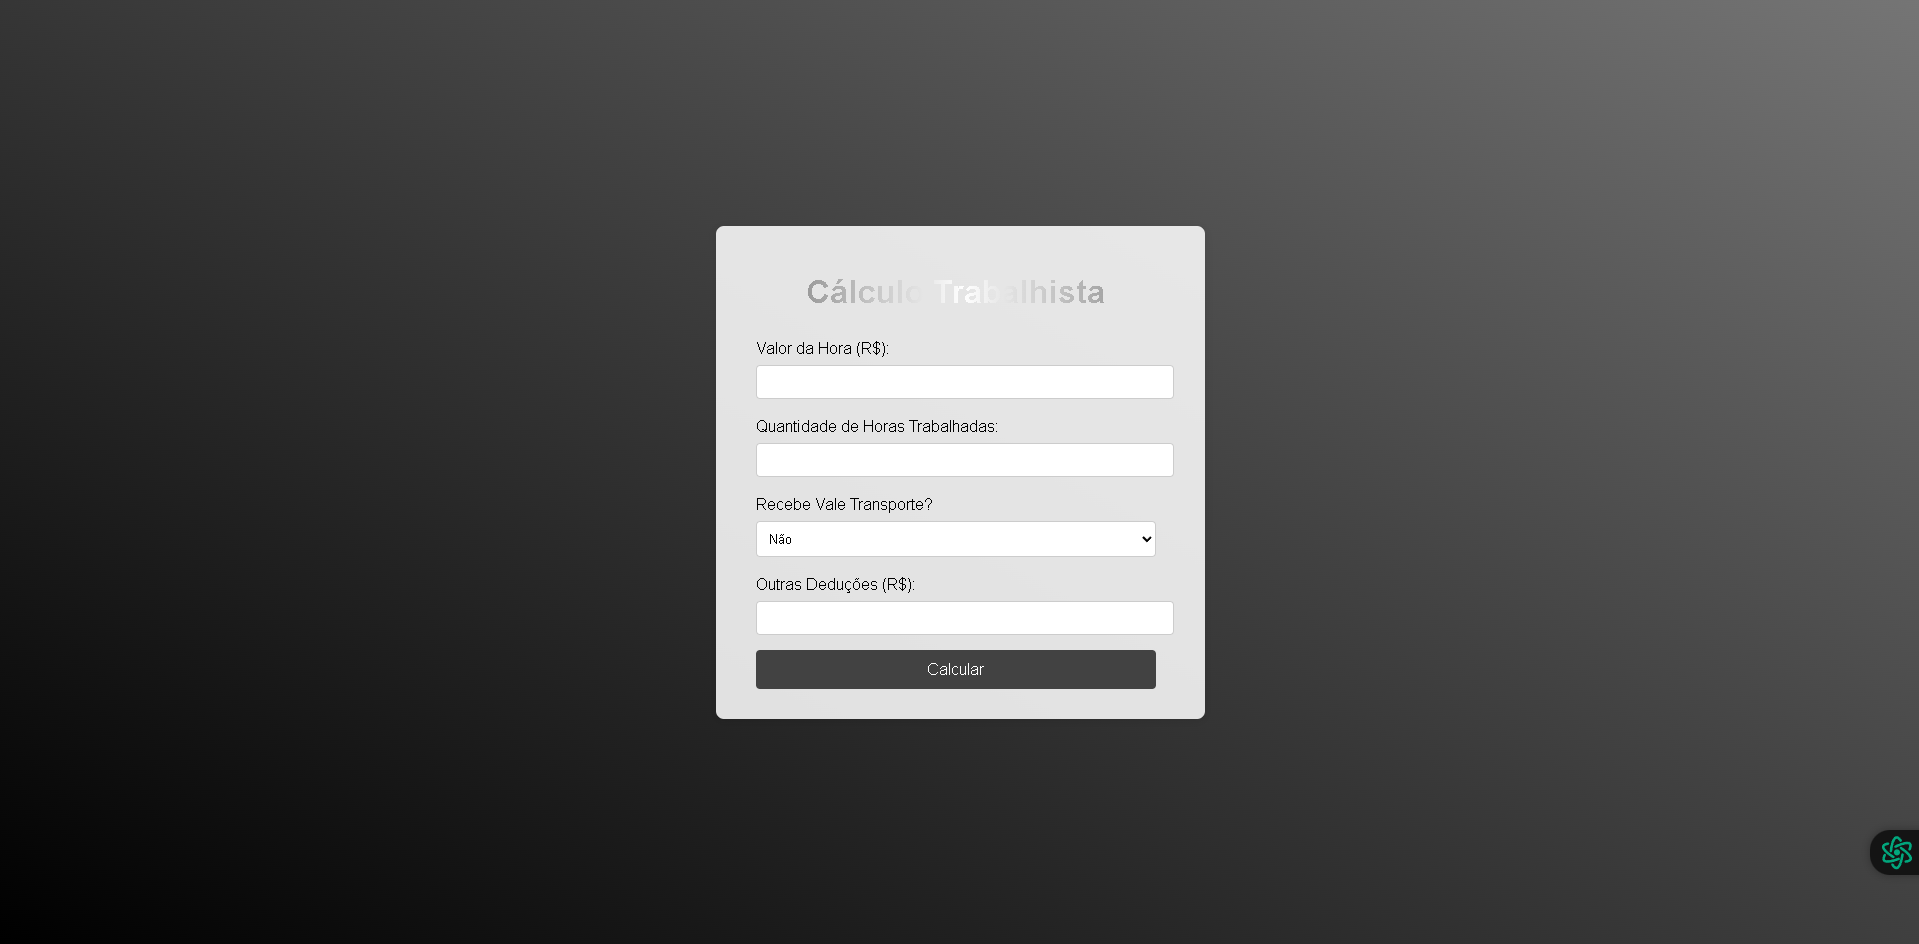 Cálculo Trabalhista
Valor da Hora (R$):
Quantidade de Horas Trabalhadas:
Recebe Vale Transporte?
Não
Outras Deduções (R$):
Calcular